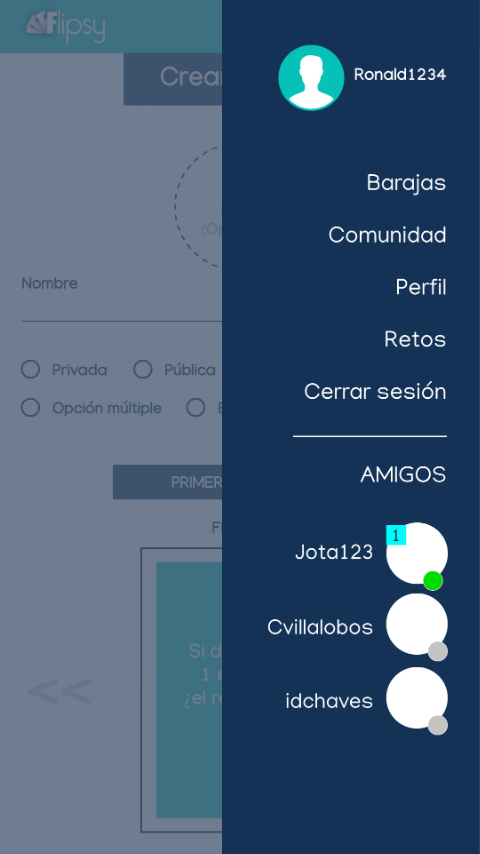 Flipsy
Ronald1234
Crear
Barajas
Comunidad
Perfil
Retos
Cerrar sesión
AMIGOS
1
Jota123
Cvillalobos
idchaves
Nombre
Privada
Pública
Opción múltiple
PRIMER
Si d
1 e
¿el re
<<